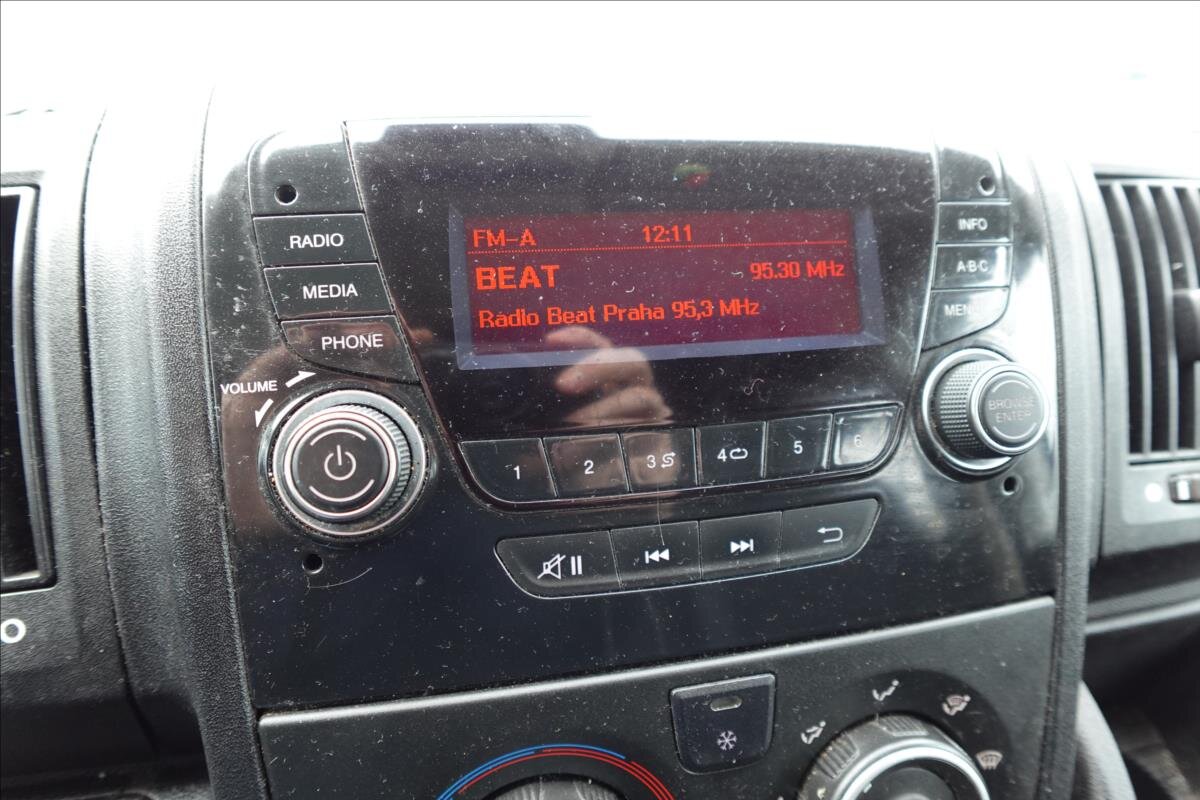 RADIO
MEDIA
PHONE
VOLUME
FM-A 12:11
BEAT 95.30 MHz
Rádio Beat Praha 95,3 MHz
INFO
A·B·C
MENU
BROWSE
ENTER
1 2 3 4 5 6